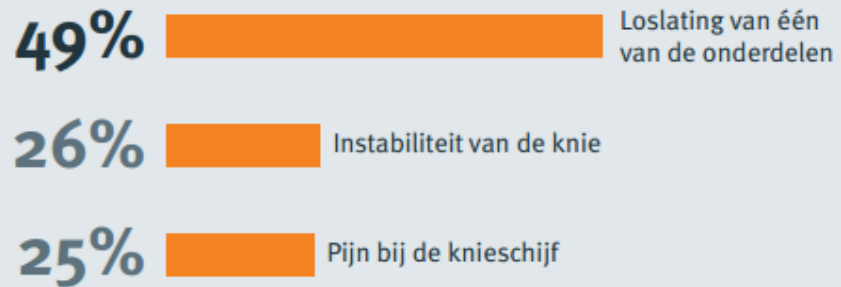 49%
Loslating van één
van de onderdelen
26%
Instabiliteit van de knie
25%
Pijn bij de knieschijf